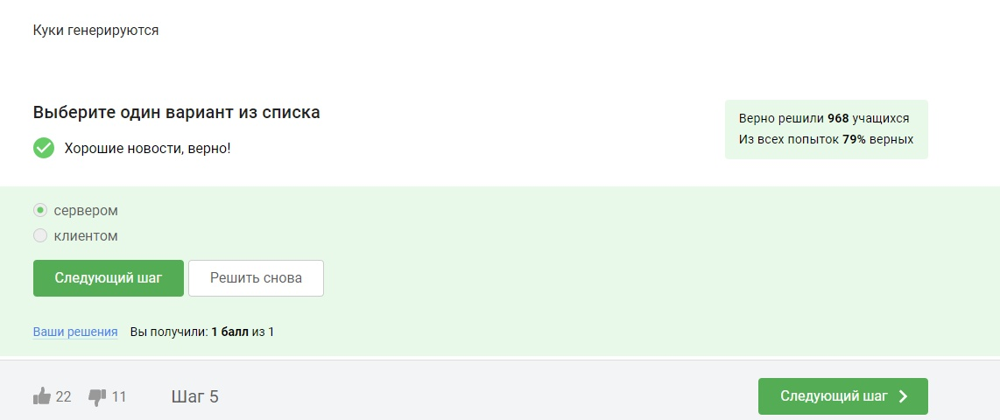 Куки генерируются
Выберите один вариант из списка
Верно решили 968 учащихся
Из всех попыток 79% верных
Хорошие новости, верно!
сервером
клиентом
Следующий шаг
Решить снова
Ваши решения Вы получили: 1 балл из 1
22 11 Шаг 5 Следующий шаг